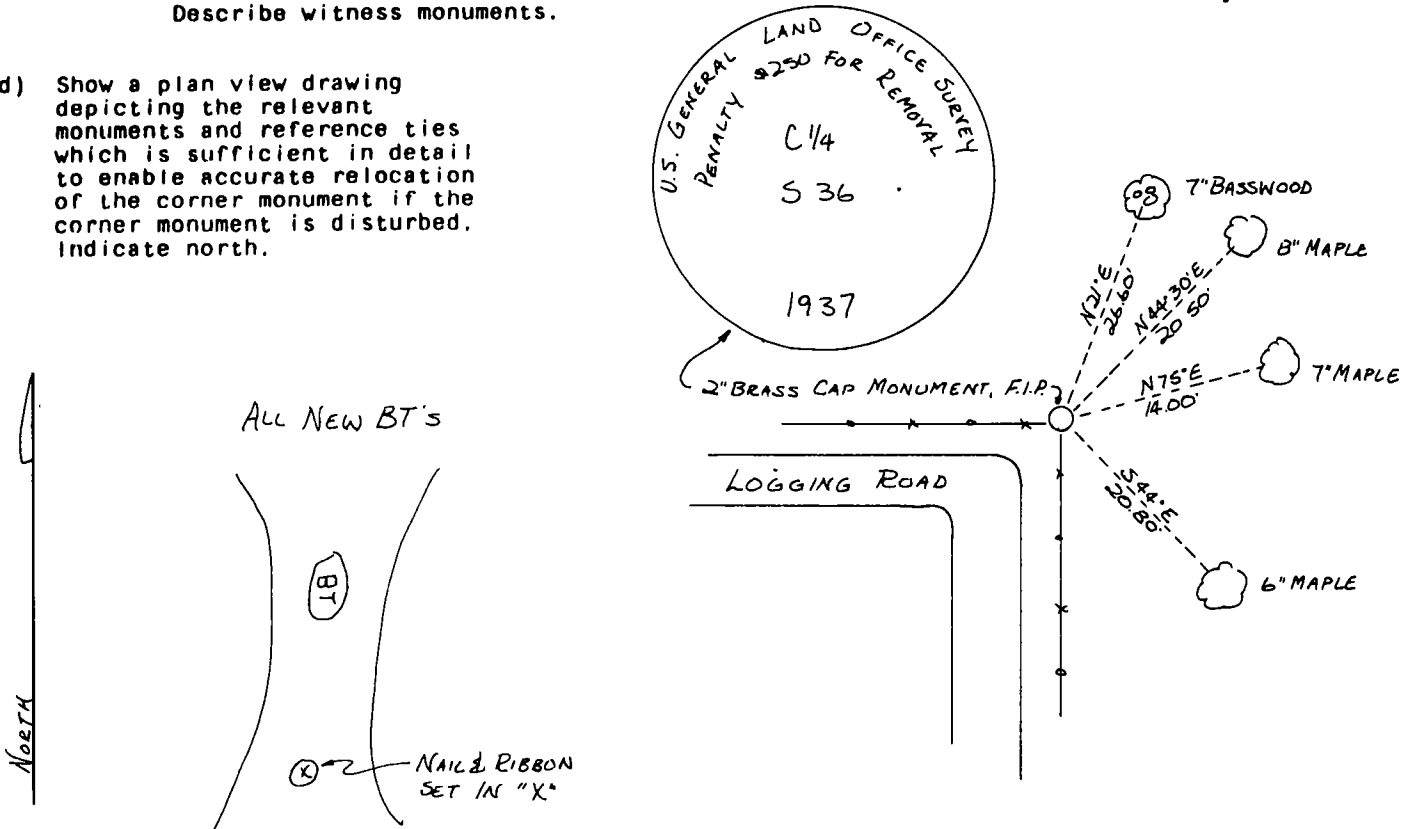 Describe witness monuments.
d) Show a plan view drawing
depicting the relevant
monuments and reference ties
which is sufficient in detail
to enable accurate relocation
of the corner monument if the
corner monument is disturbed.
Indicate north.
U.S. GENERAL LAND OFFICE SURVEY
PENALTY $250 FOR REMOVAL
C 1/4
S 36
1937
7" BASSWOOD
8" MAPLE
N21°E
26.60'
N44°30'E
20.50'
2" BRASS CAP MONUMENT, F.I.P.
N75°E
14.00'
7" MAPLE
ALL NEW BT'S
LOGGING ROAD
S44°E
20.80'
6" MAPLE
BT
NORTH
X
NAIL & RIBBON
SET IN "X"